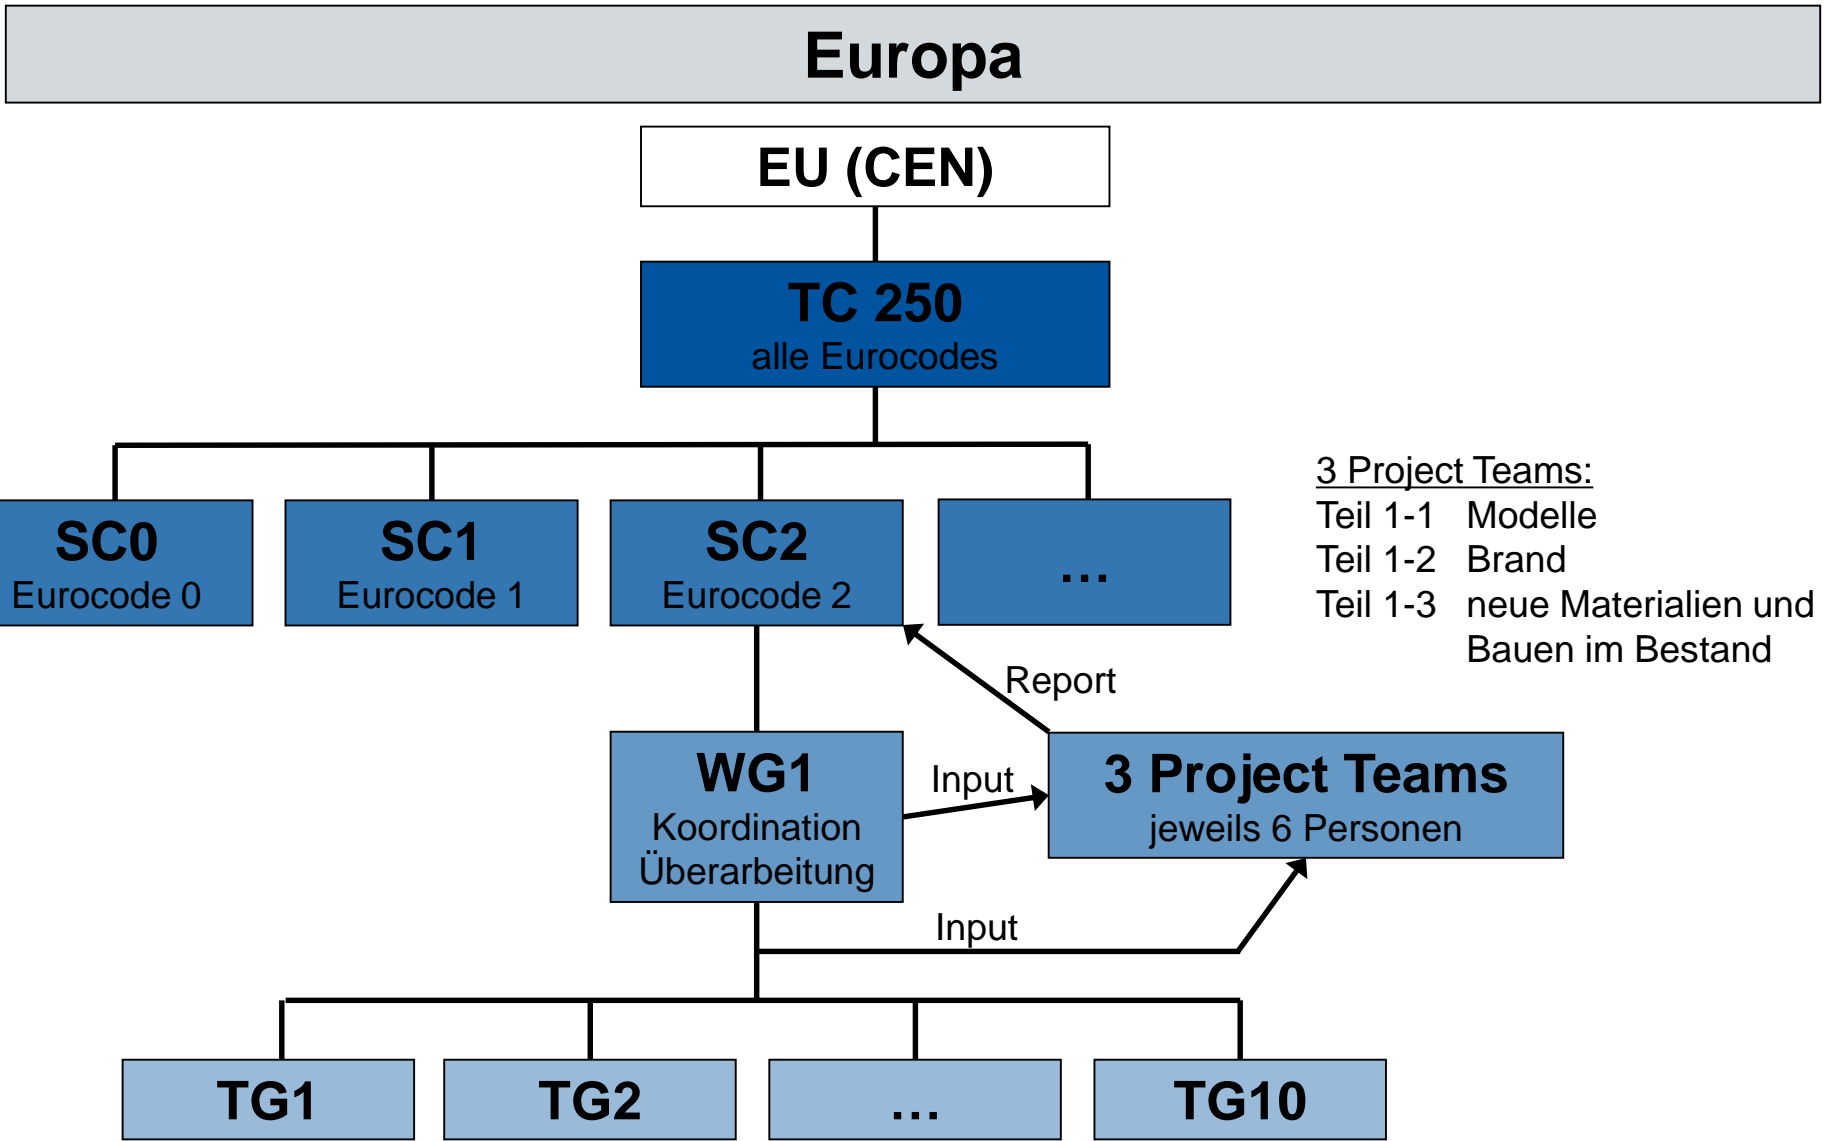 Europa
EU (CEN)
TC 250
alle Eurocodes
SC0
Eurocode 0
SC1
Eurocode 1
SC2
Eurocode 2
...
3 Project Teams:
Teil 1-1 Modelle
Teil 1-2 Brand
Teil 1-3 neue Materialien und
Bauen im Bestand
Report
WG1
Koordination
Überarbeitung
Input
3 Project Teams
jeweils 6 Personen
Input
TG1
TG2
...
TG10